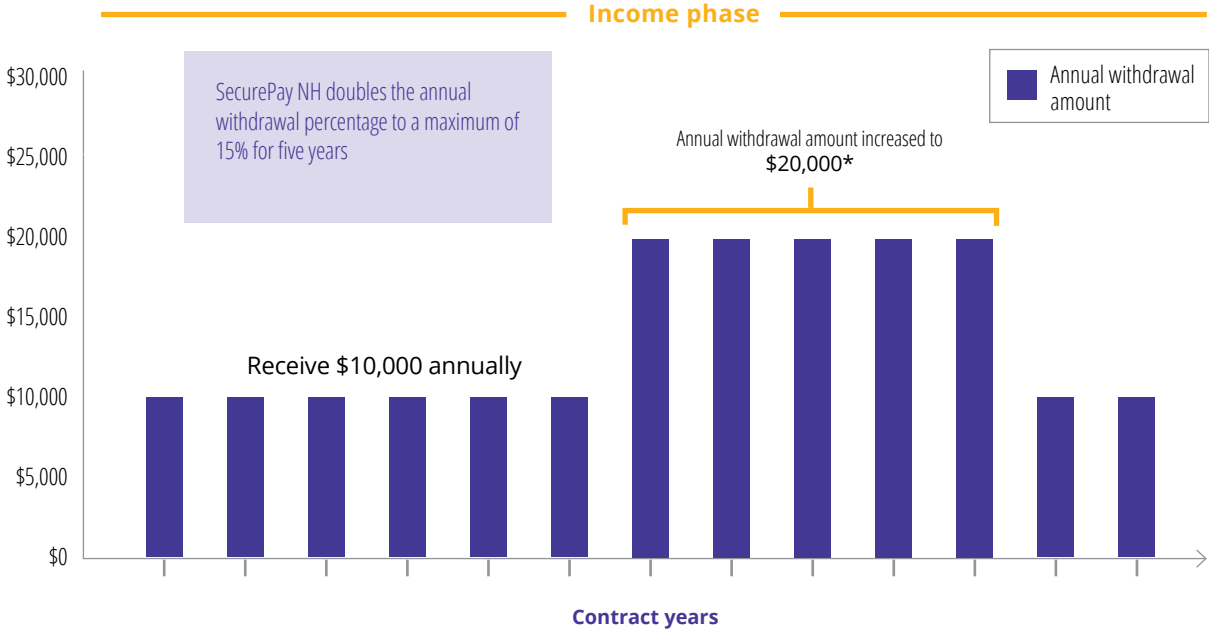 Income phase
$30,000
$25,000
$20,000
$15,000
$10,000
$5,000
$0
SecurePay NH doubles the annual
withdrawal percentage to a maximum of
15% for five years
Annual withdrawal
amount
Annual withdrawal amount increased to
$20,000*
Receive $10,000 annually
Contract years